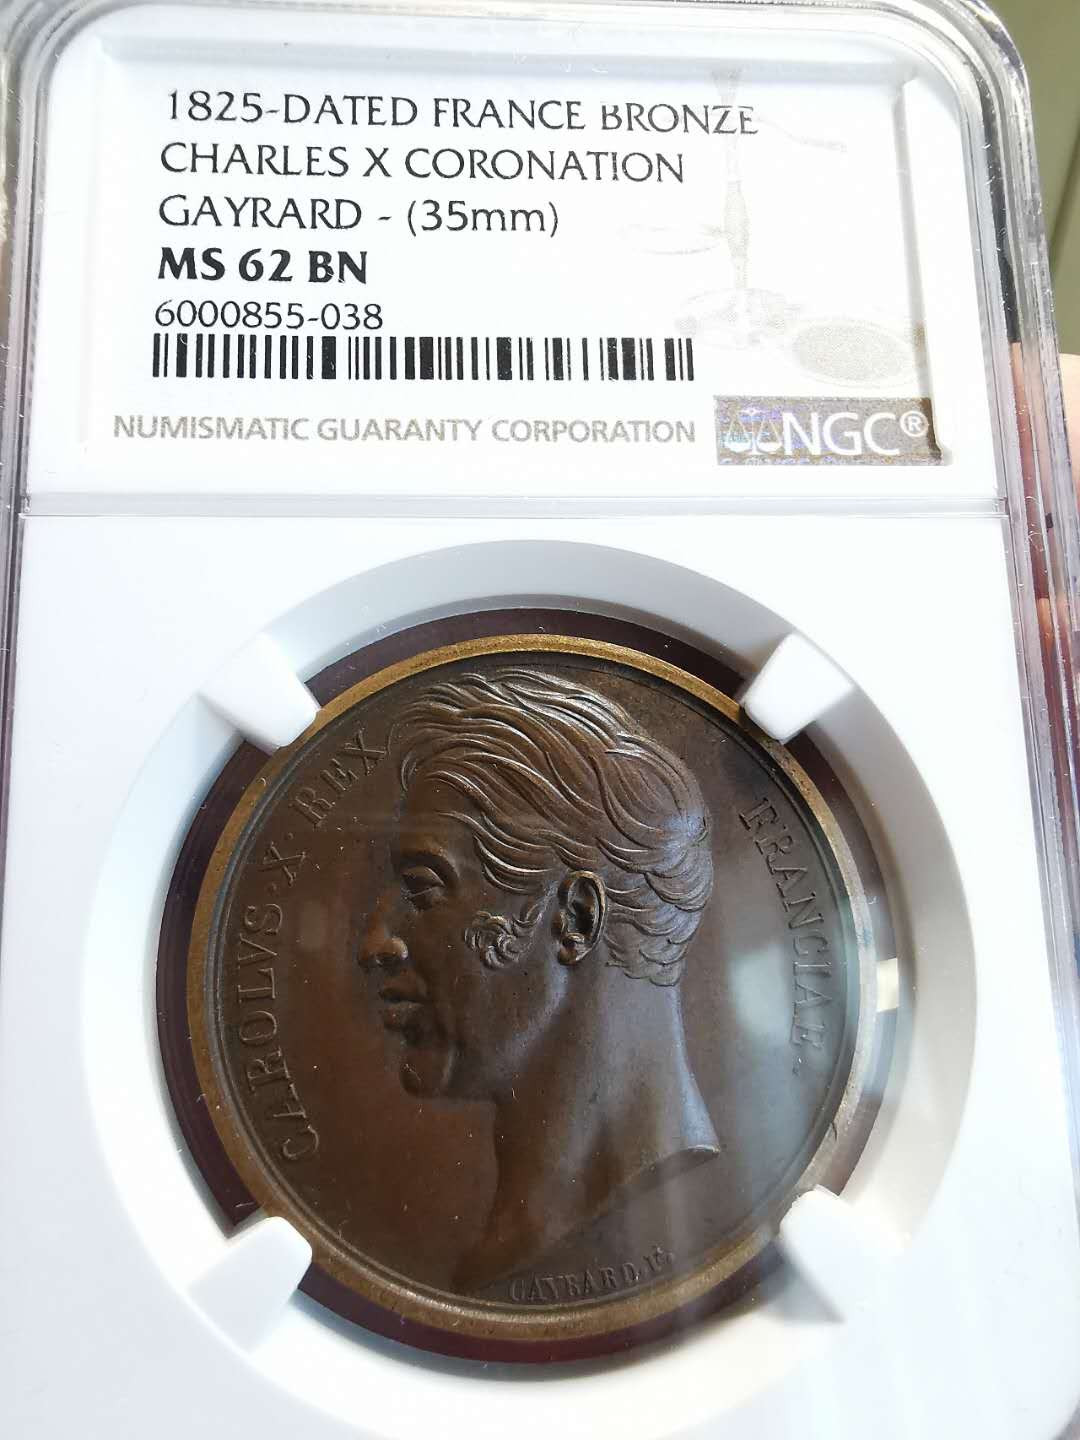 1825-DATED FRANCE BRONZE
CHARLES X CORONATION
GAYRARD - (35mm)
MS 62 BN
6000855-038
NUMISMATIC GUARANTY CORPORATION NGC®
CAROLVS·X·REX
FRANCIAE.
GAYRARD. F.